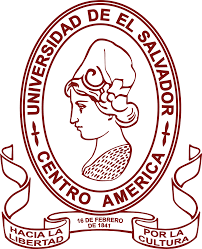 UNIVERSIDAD DE EL SALVADOR
CENTRO AMERICA
16 DE FEBRERO
DE 1841
HACIA LA
LIBERTAD
POR LA
CULTURA